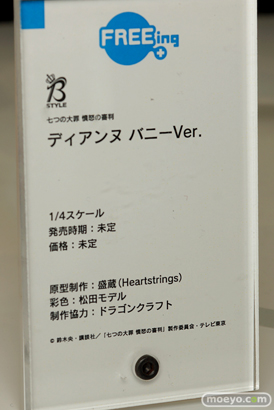 FREEing
B
STYLE
七つの大罪 憤怒の審判
ディアンヌ バニーVer.
1/4スケール
発売時期：未定
価格：未定
原型制作：盛蔵（Heartstrings）
彩色：松田モデル
制作協力：ドラゴンクラフト
© 鈴木央・講談社／「七つの大罪 憤怒の審判」製作委員会・テレビ東京
moeyo.com